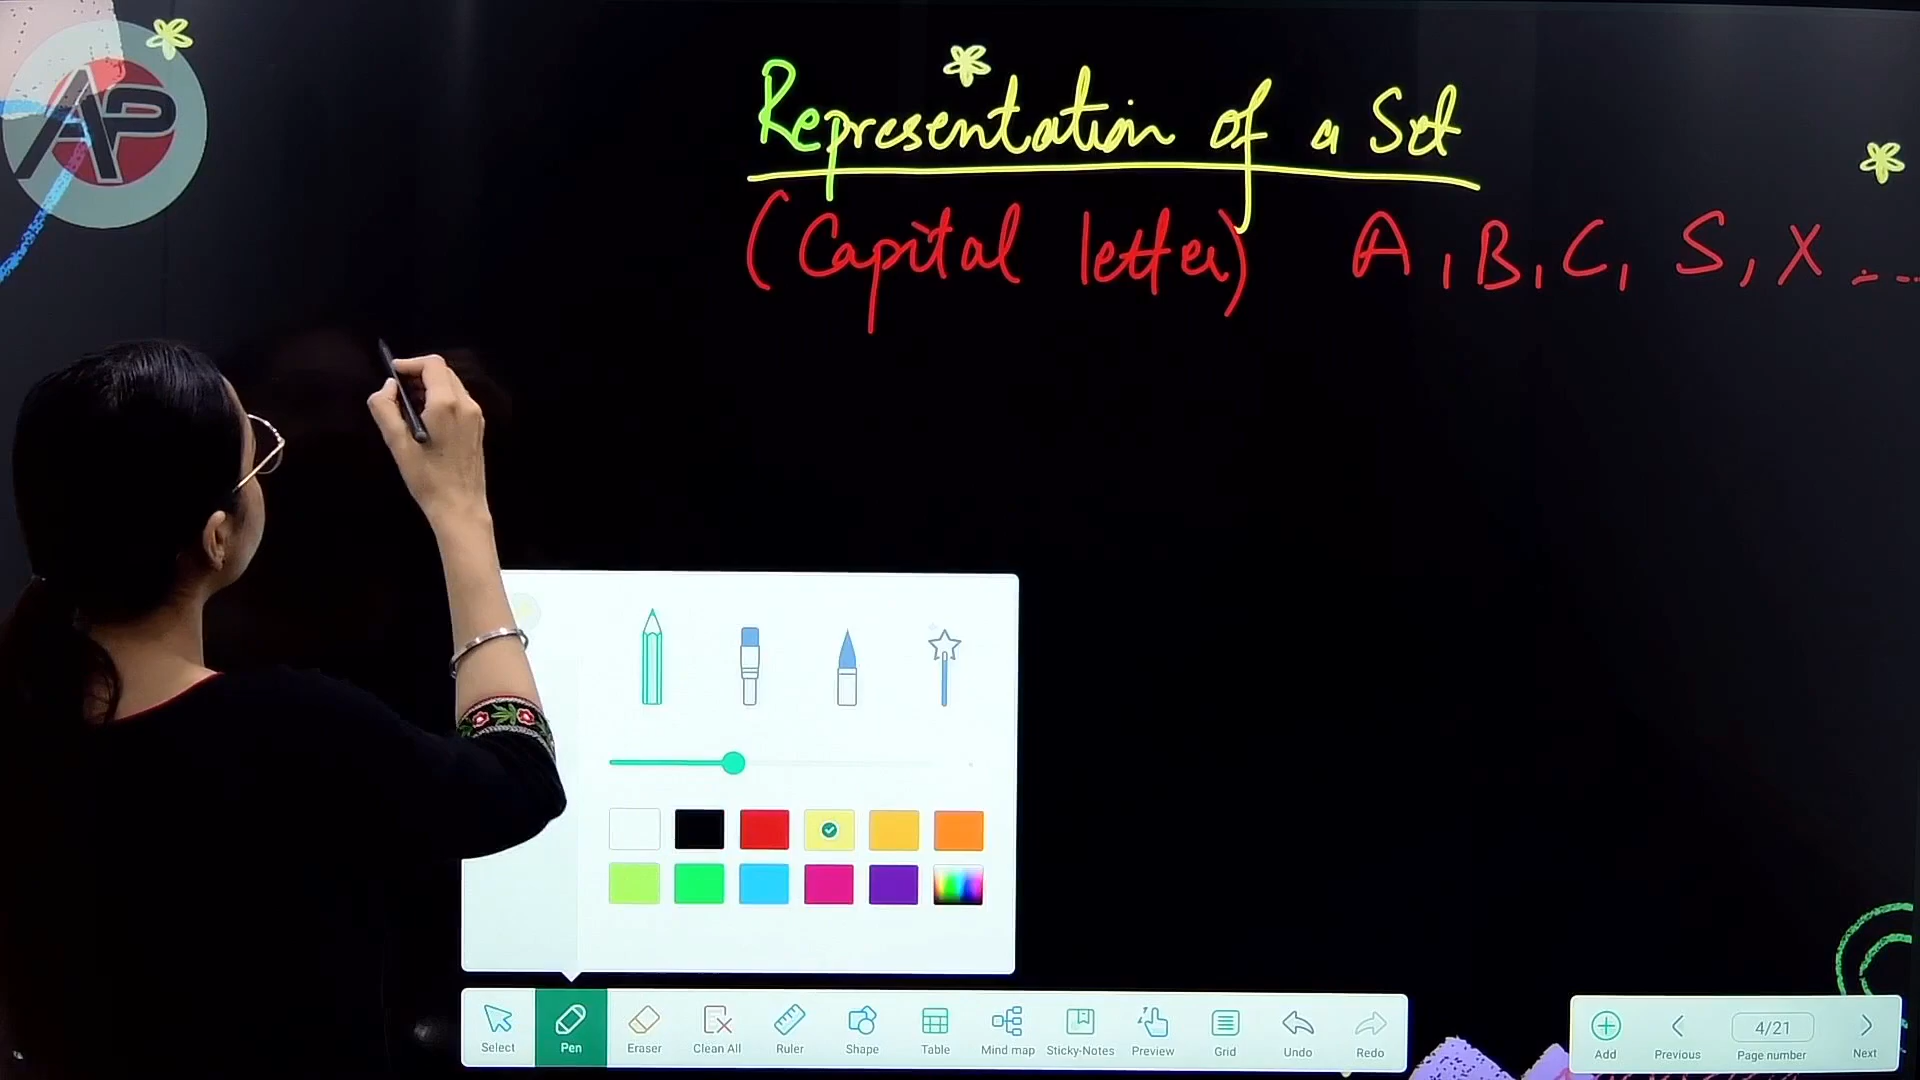 AP
Representation of a Set
(Capital letter) A, B, C, S, X ...
Select
Pen
Eraser
Clean All
Ruler
Shape
Table
Mind map
Sticky-Notes
Preview
Grid
Undo
Redo
Add
Previous
4/21
Page number
Next